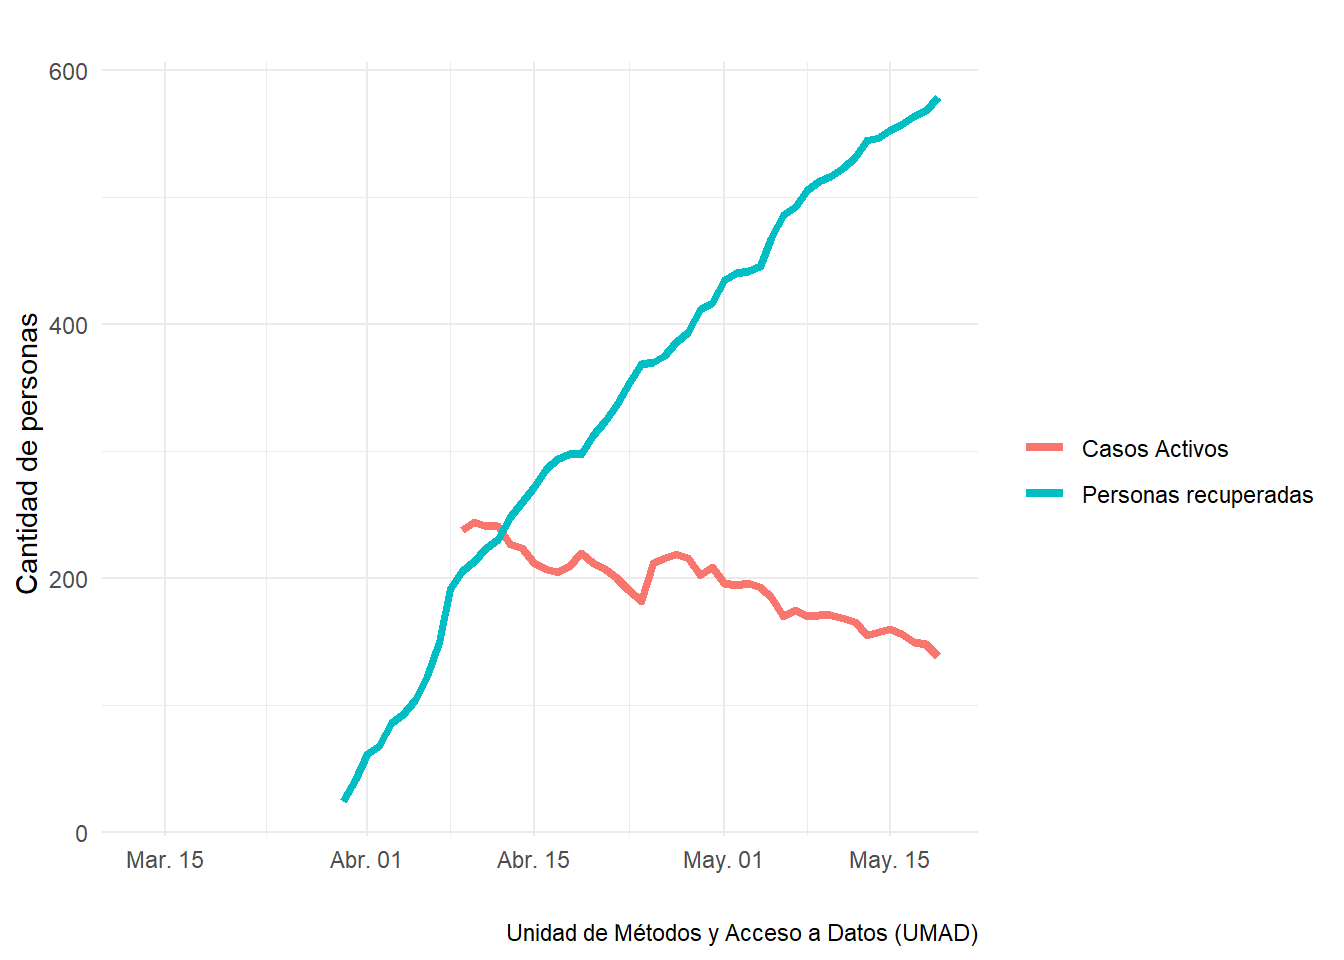 600
400
200
0
Cantidad de personas
Mar. 15
Abr. 01
Abr. 15
May. 01
May. 15
Casos Activos
Personas recuperadas
Unidad de Métodos y Acceso a Datos (UMAD)